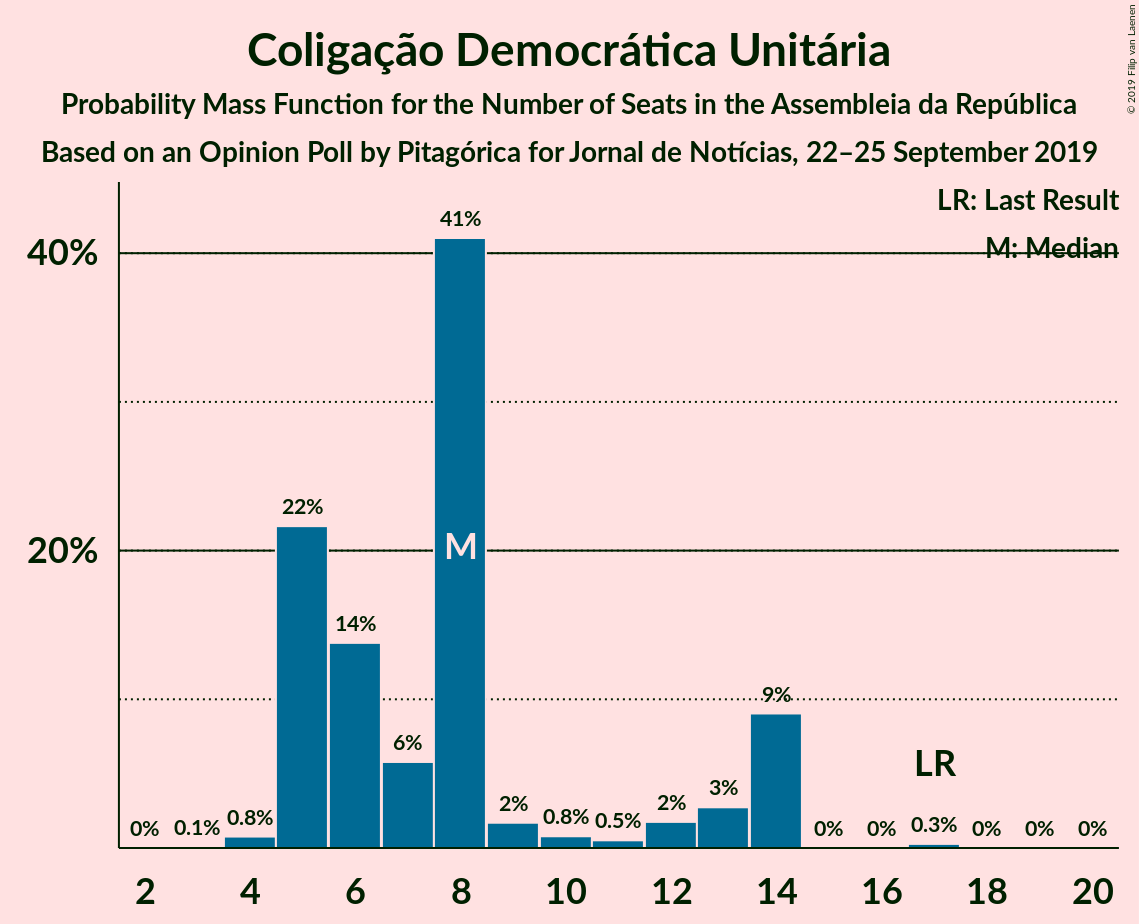 Coligação Democrática Unitária
Probability Mass Function for the Number of Seats in the Assembleia da República
Based on an Opinion Poll by Pitagórica for Jornal de Notícias, 22–25 September 2019
© 2019 Filip van Laenen
LR: Last Result
M: Median
40%
20%
0%
0.1%
0.8%
22%
14%
6%
41%
M
2%
0.8%
0.5%
2%
3%
9%
0%
0%
LR
0.3%
0%
0%
0%
2 4 6 8 10 12 14 16 18 20